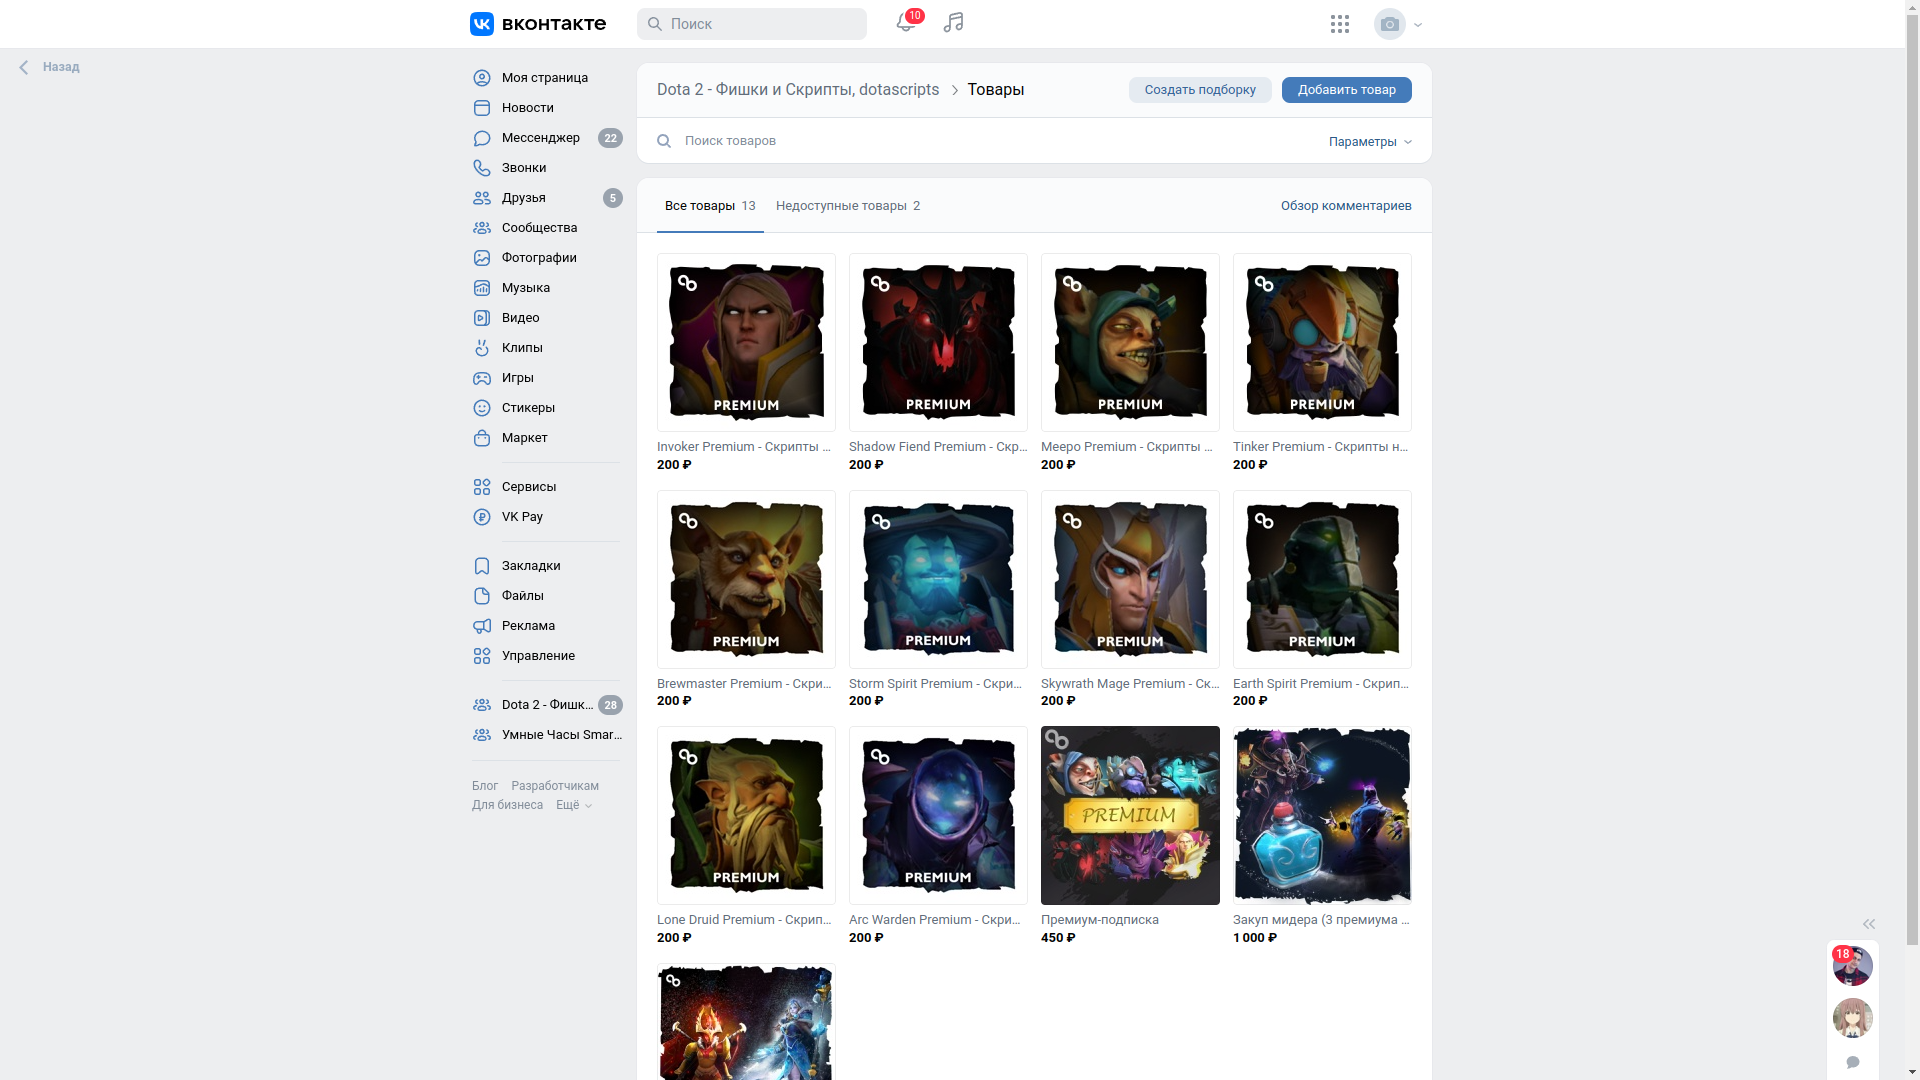 вконтакте
Поиск
10
Назад
Моя страница
Новости
Мессенджер 22
Звонки
Друзья 5
Сообщества
Фотографии
Музыка
Видео
Клипы
Игры
Стикеры
Маркет
Сервисы
VK Pay
Закладки
Файлы
Реклама
Управление
Dota 2 - Фишк... 28
Умные Часы Smar...
Блог Разработчикам
Для бизнеса Ещё
Dota 2 - Фишки и Скрипты, dotascripts Товары
Создать подборку
Добавить товар
Поиск товаров
Параметры
Все товары 13 Недоступные товары 2
Обзор комментариев
PREMIUM PREMIUM PREMIUM PREMIUM
Invoker Premium - Скрипты ... Shadow Fiend Premium - Скр... Meepo Premium - Скрипты ... Tinker Premium - Скрипты н...
200 ₽ 200 ₽ 200 ₽ 200 ₽
PREMIUM PREMIUM PREMIUM PREMIUM
Brewmaster Premium - Скри... Storm Spirit Premium - Скри... Skywrath Mage Premium - Ск... Earth Spirit Premium - Скрип...
200 ₽ 200 ₽ 200 ₽ 200 ₽
PREMIUM PREMIUM PREMIUM
Lone Druid Premium - Скрип... Arc Warden Premium - Скри... Премиум-подписка Закуп мидера (3 премиума ...
200 ₽ 200 ₽ 450 ₽ 1 000 ₽
18